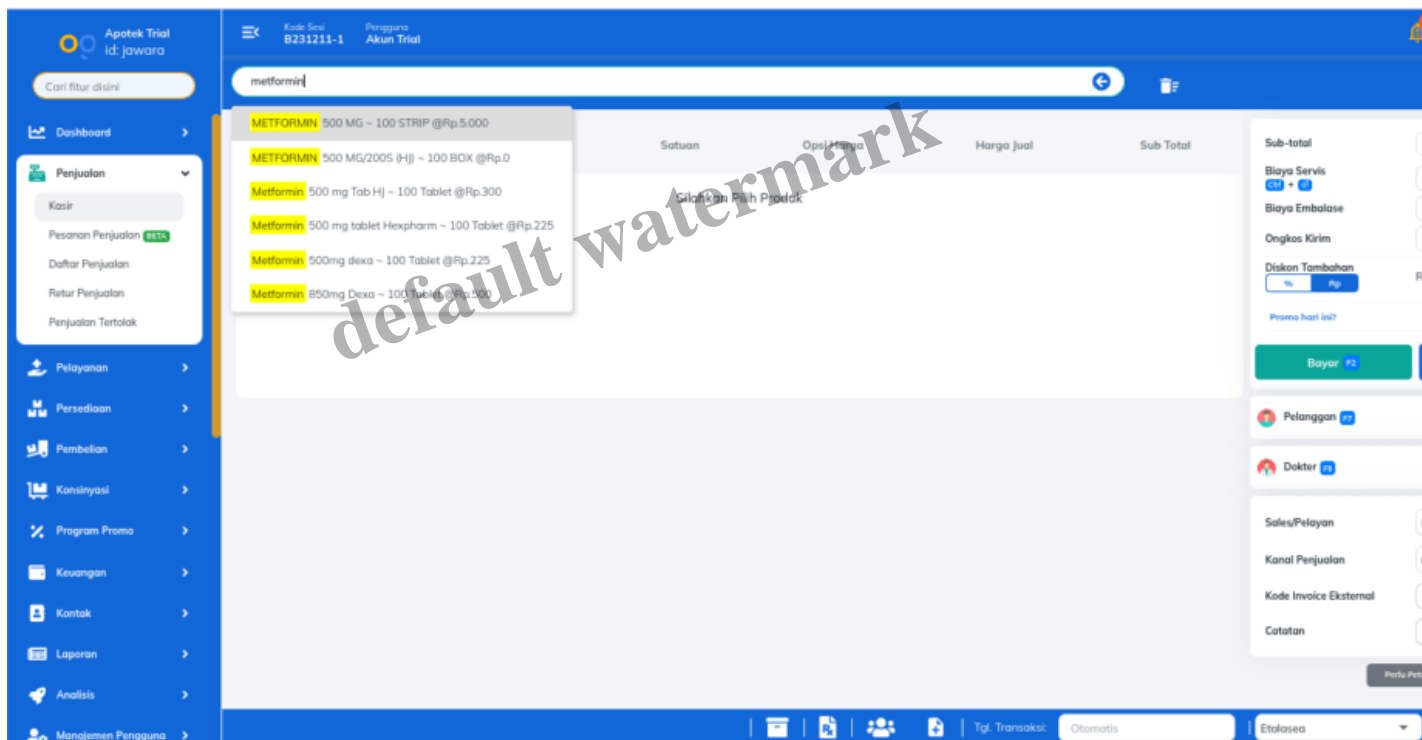 Apotek Trial
id: jawara
Cari fitur disini
Dashboard
Penjualan
Kasir
Pesanan Penjualan BETA
Daftar Penjualan
Retur Penjualan
Penjualan Tertolak
Pelayanan
Persediaan
Pembelian
Konsinyasi
Program Promo
Keuangan
Kontak
Laporan
Analisis
Manajemen Pengguna
Kode Sesi
B231211-1
Pengguna
Akun Trial
metformin
METFORMIN 500 MG ~ 100 STRIP @Rp.5.000
METFORMIN 500 MG/200S (HJ) ~ 100 BOX @Rp.0
Metformin 500 mg Tab HJ ~ 100 Tablet @Rp.300
Metformin 500 mg tablet Hexpharm ~ 100 Tablet @Rp.225
Metformin 500mg dexa ~ 100 Tablet @Rp.225
Metformin 850mg Dexa ~ 100 Tablet @Rp.500
Satuan Opsi Harga Harga Jual Sub Total
Silahkan Pilih Produk
default watermark
Sub-total
Biaya Servis
Ctrl +
Biaya Embalase
Ongkos Kirim
Diskon Tambahan
% Rp
R
Promo hari ini?
Bayar F2
Pelanggan F7
Dokter
Sales/Pelayan
Kanal Penjualan
Kode Invoice Eksternal
Catatan
Perlu Pet
Tgl. Transaksi: Otomatis
Etalasea